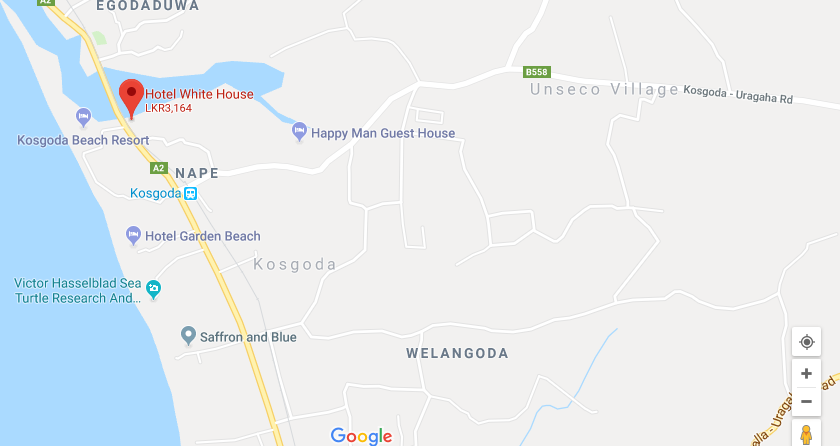 A2
EGODADUWA
B558
Unseco Village
Kosgoda - Uragaha Rd
Hotel White House
LKR3,164
Happy Man Guest House
Kosgoda Beach Resort
A2
NAPE
Kosgoda
Hotel Garden Beach
Kosgoda
Victor Hasselblad Sea
Turtle Research And...
Saffron and Blue
WELANGODA
Google